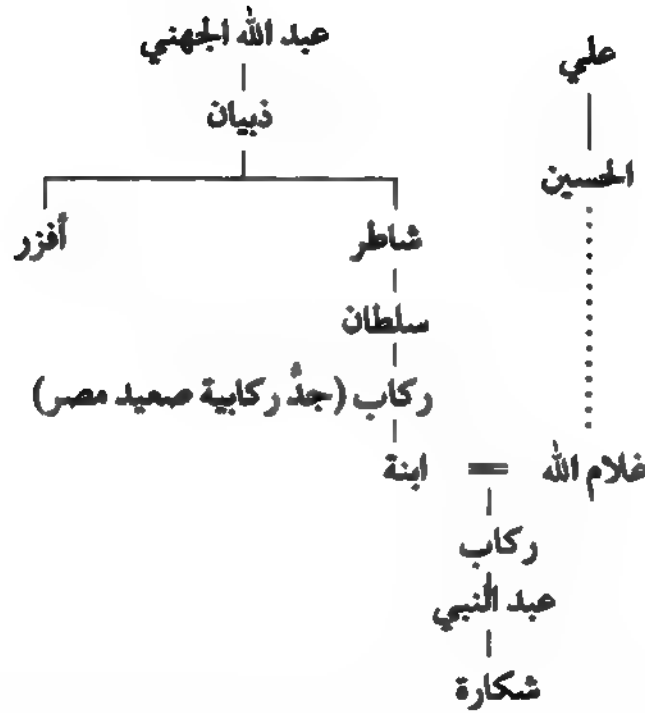 عبد الله الجهني
علي
ذبيان
الحسين
شاطر
أفزر
سلطان
ركاب (جدُّ ركابية صعيد مصر)
غلام الله
ابنة
ركاب
عبد النبي
شكارة